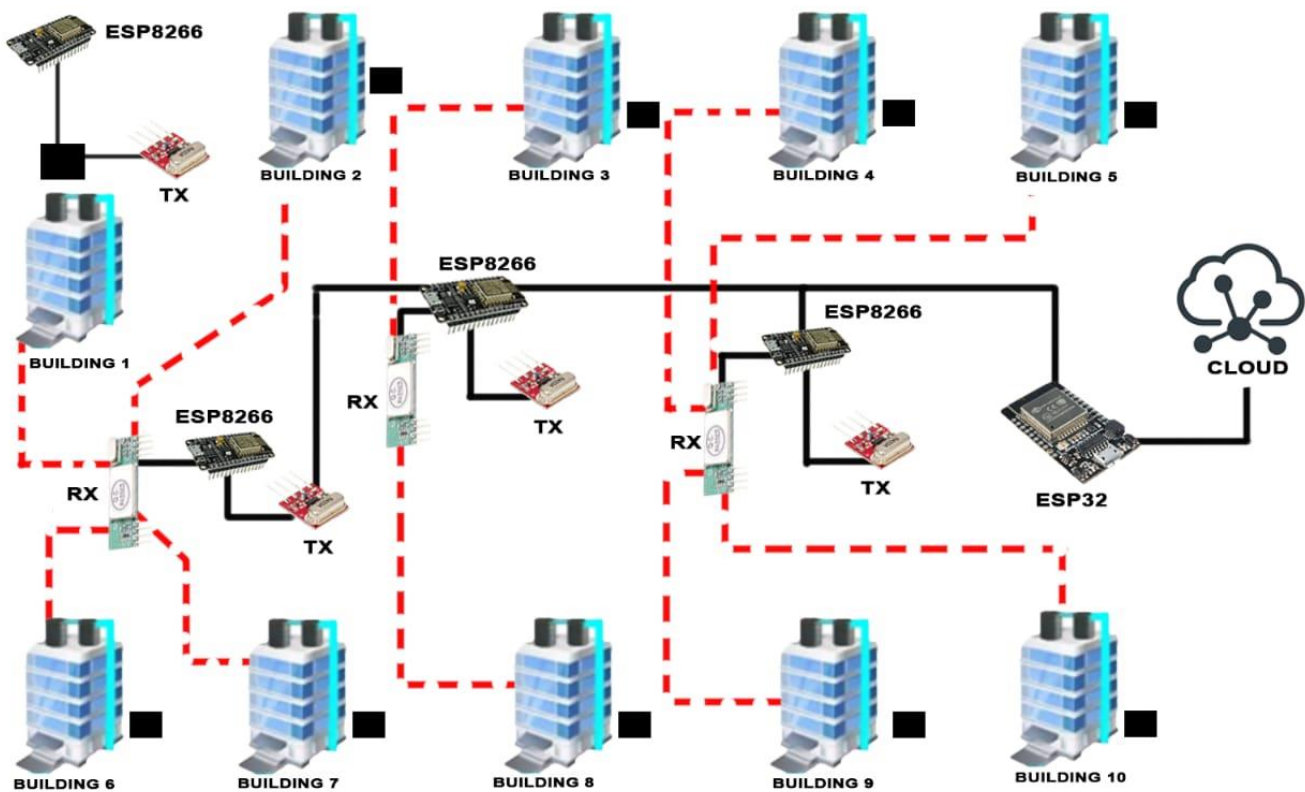 ESP8266
TX
BUILDING 2
BUILDING 3
BUILDING 4
BUILDING 5
BUILDING 1
ESP8266
ESP8266
CLOUD
RX
TX
ESP8266
RX
TX
RX
TX
ESP32
BUILDING 6
BUILDING 7
BUILDING 8
BUILDING 9
BUILDING 10